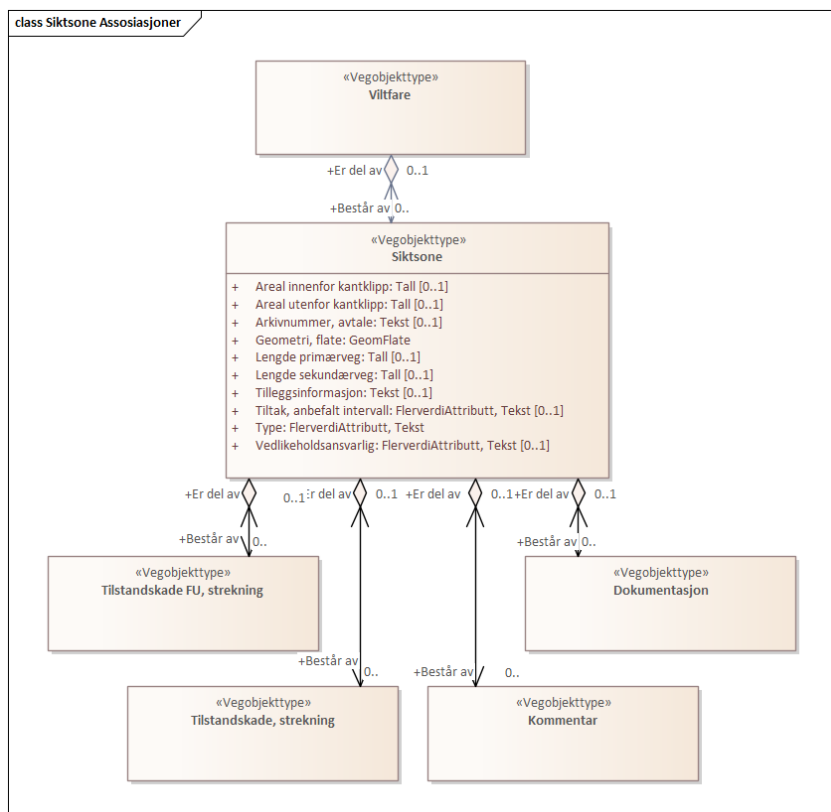 class Siktsone Assosiasjoner
«Vegobjekttype»
Viltfare
+Er del av 0..1
+Består av 0..
«Vegobjekttype»
Siktsone
+ Areal innenfor kantklipp: Tall [0..1]
+ Areal utenfor kantklipp: Tall [0..1]
+ Arkivnummer, avtale: Tekst [0..1]
+ Geometri, flate: GeomFlate
+ Lengde primærveg: Tall [0..1]
+ Lengde sekundærveg: Tall [0..1]
+ Tilleggsinformasjon: Tekst [0..1]
+ Tiltak, anbefalt intervall: FlerverdiAttributt, Tekst [0..1]
+ Type: FlerverdiAttributt, Tekst
+ Vedlikeholdsansvarlig: FlerverdiAttributt, Tekst [0..1]
+Er del av 0..1 Er del av 0..1 +Er del av 0..1 +Er del av 0..1
+Består av 0..
+Består av 0..
«Vegobjekttype»
Tilstandskade FU, strekning
«Vegobjekttype»
Dokumentasjon
+Består av 0..
+Består av 0..
«Vegobjekttype»
Tilstandskade, strekning
«Vegobjekttype»
Kommentar